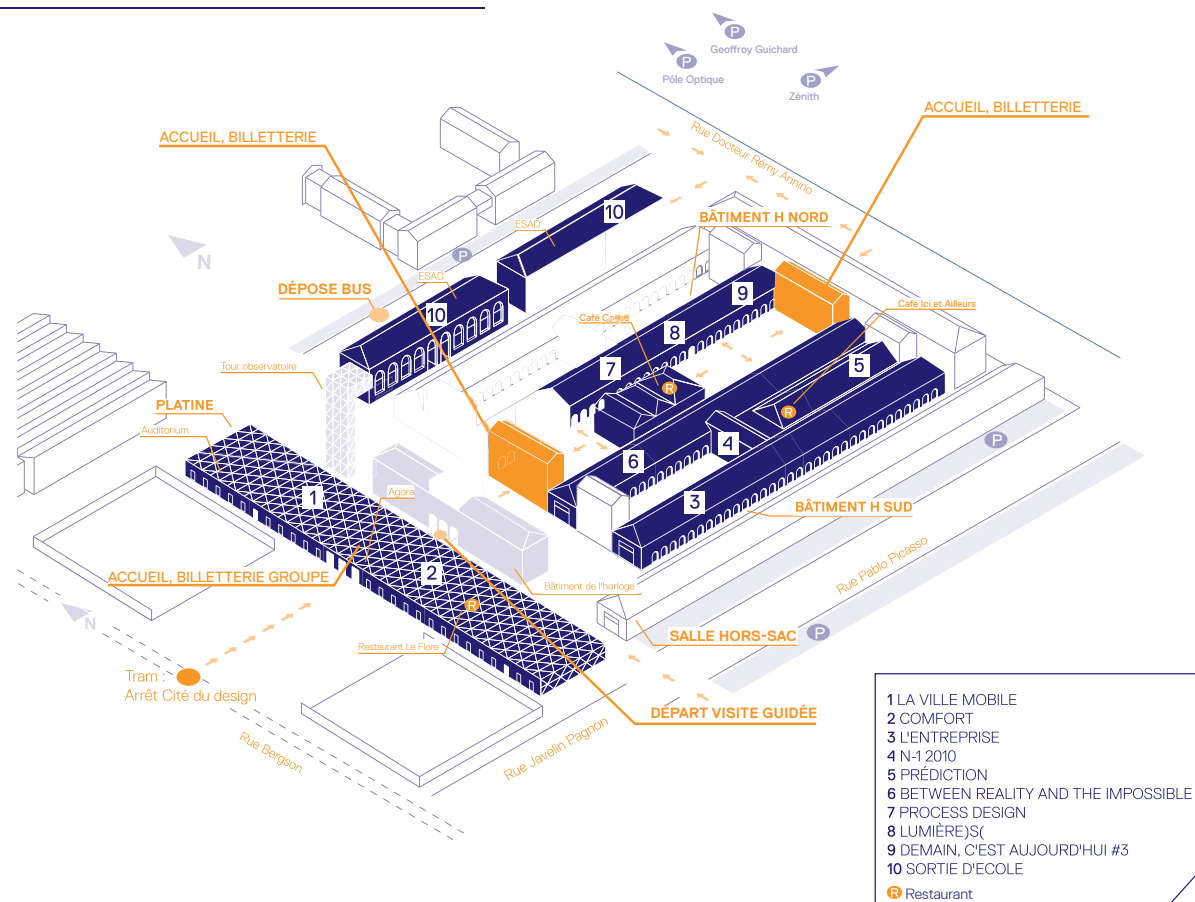 P
Geoffroy Guichard
P
Pôle Optique
P
Zénith
ACCUEIL, BILLETTERIE
ACCUEIL, BILLETTERIE
Rue Docteur Rémy Annino
10
ESAD
BÂTIMENT H NORD
P
N
ESAD
DÉPOSE BUS
10
9
Café Ici et Ailleurs
Café
8
7
5
Tour observatoire
R
R
PLATINE
Auditorium
4
P
6
1
Agora
3
BÂTIMENT H SUD
2
ACCUEIL, BILLETTERIE GROUPE
Bâtiment de l'horloge
Rue Pablo Picasso
R
N
SALLE HORS-SAC
P
Restaurant Le Flore
Tram :
Arrêt Cité du design
DÉPART VISITE GUIDÉE
Rue Bergson
Rue Javelin Pagnon
1 LA VILLE MOBILE
2 COMFORT
3 L'ENTREPRISE
4 N-1 2010
5 PRÉDICTION
6 BETWEEN REALITY AND THE IMPOSSIBLE
7 PROCESS DESIGN
8 LUMIÈRE)S(
9 DEMAIN, C'EST AUJOURD'HUI #3
10 SORTIE D'ECOLE
R Restaurant